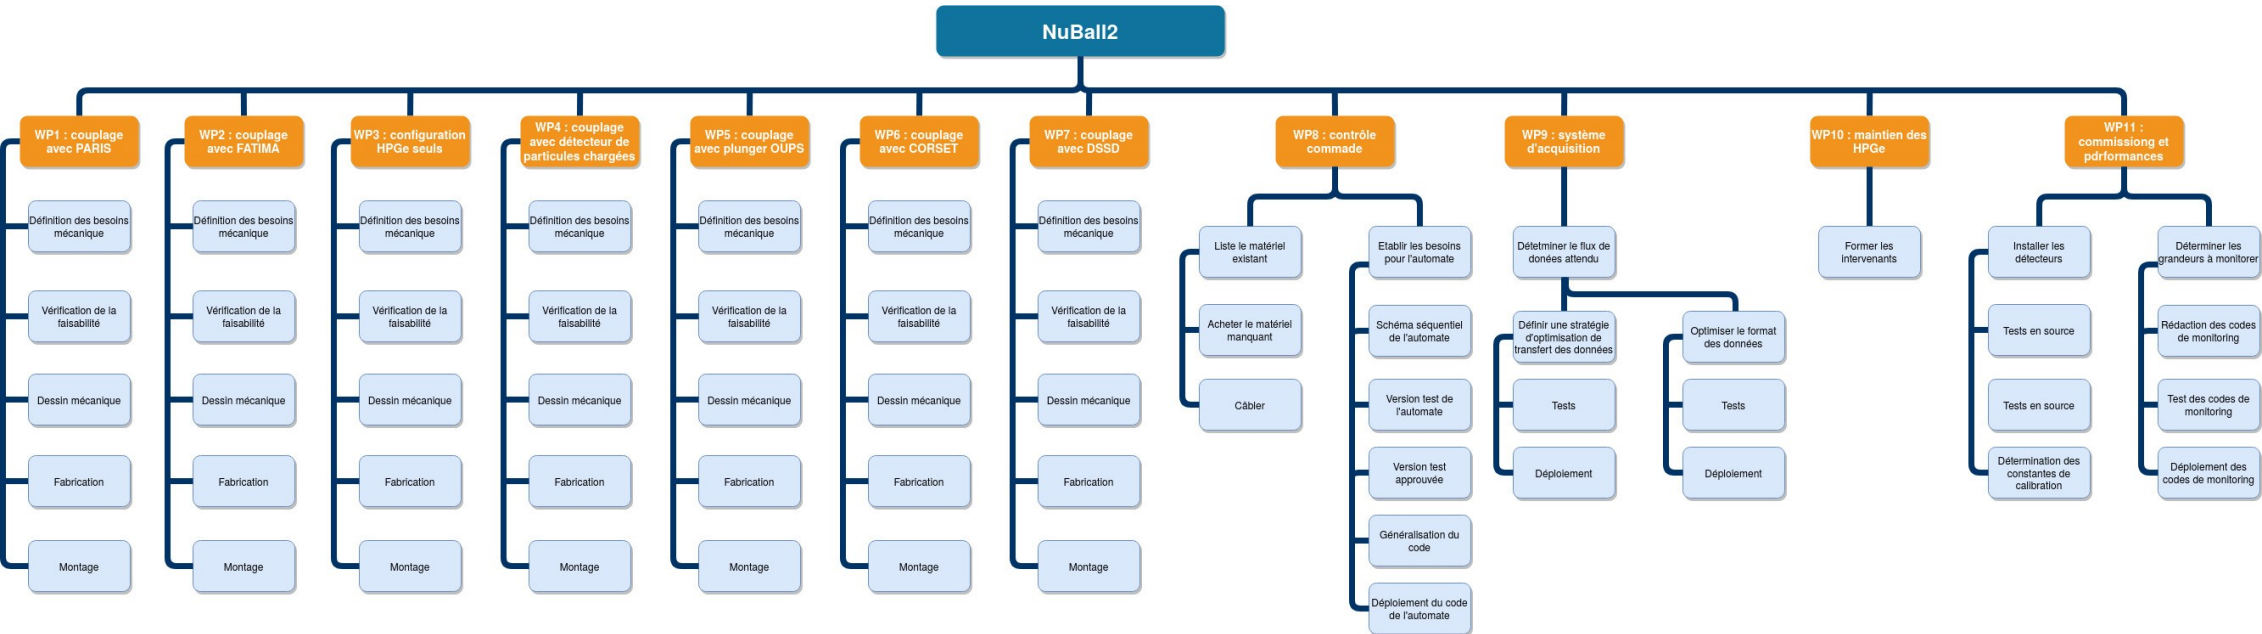 NuBall2
WP1 : couplage
avec PARIS
Définition des besoins
mécanique
Vérification de la
faisabilité
Dessin mécanique
Fabrication
Montage
WP2 : couplage
avec FATIMA
Définition des besoins
mécanique
Vérification de la
faisabilité
Dessin mécanique
Fabrication
Montage
WP3 : configuration
HPGe seuls
Définition des besoins
mécanique
Vérification de la
faisabilité
Dessin mécanique
Fabrication
Montage
WP4 : couplage
avec détecteur de
particules chargées
Définition des besoins
mécanique
Vérification de la
faisabilité
Dessin mécanique
Fabrication
Montage
WP5 : couplage
avec plunger OUPS
Définition des besoins
mécanique
Vérification de la
faisabilité
Dessin mécanique
Fabrication
Montage
WP6 : couplage
avec CORSET
Définition des besoins
mécanique
Vérification de la
faisabilité
Dessin mécanique
Fabrication
Montage
WP7 : couplage
avec DSSD
Définition des besoins
mécanique
Vérification de la
faisabilité
Dessin mécanique
Fabrication
Montage
WP8 : contrôle
commade
Liste le matériel
existant
Acheter le matériel
manquant
Câbler
Etablir les besoins
pour l'automate
Schéma séquentiel
de l'automate
Version test de
l'automate
Version test
approuvée
Généralisation du
code
Déploiement du code
de l'automate
WP9 : système
d'acquisition
Détetminer le flux de
donées attendu
Définir une stratégie
d'optimisation de
transfert des données
Tests
Déploiement
Optimiser le format
des données
Tests
Déploiement
WP10 : maintien des
HPGe
Former les
intervenants
WP11 :
commissiong et
pdrformances
Installer les
détecteurs
Tests en source
Tests en source
Détermination des
constantes de
calibration
Déterminer les
grandeurs à monitorer
Rédaction des codes
de monitoring
Test des codes de
monitoring
Déploiement des
codes de monitoring